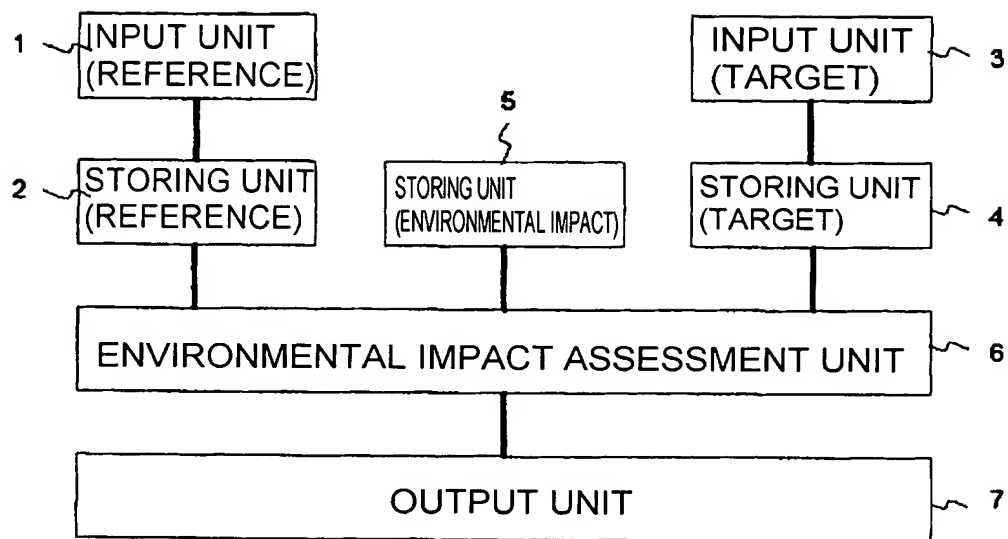 1
INPUT UNIT
(REFERENCE)
INPUT UNIT
(TARGET)
3
5
2
STORING UNIT
(REFERENCE)
STORING UNIT
(ENVIRONMENTAL IMPACT)
STORING UNIT
(TARGET)
4
ENVIRONMENTAL IMPACT ASSESSMENT UNIT
6
OUTPUT UNIT
7